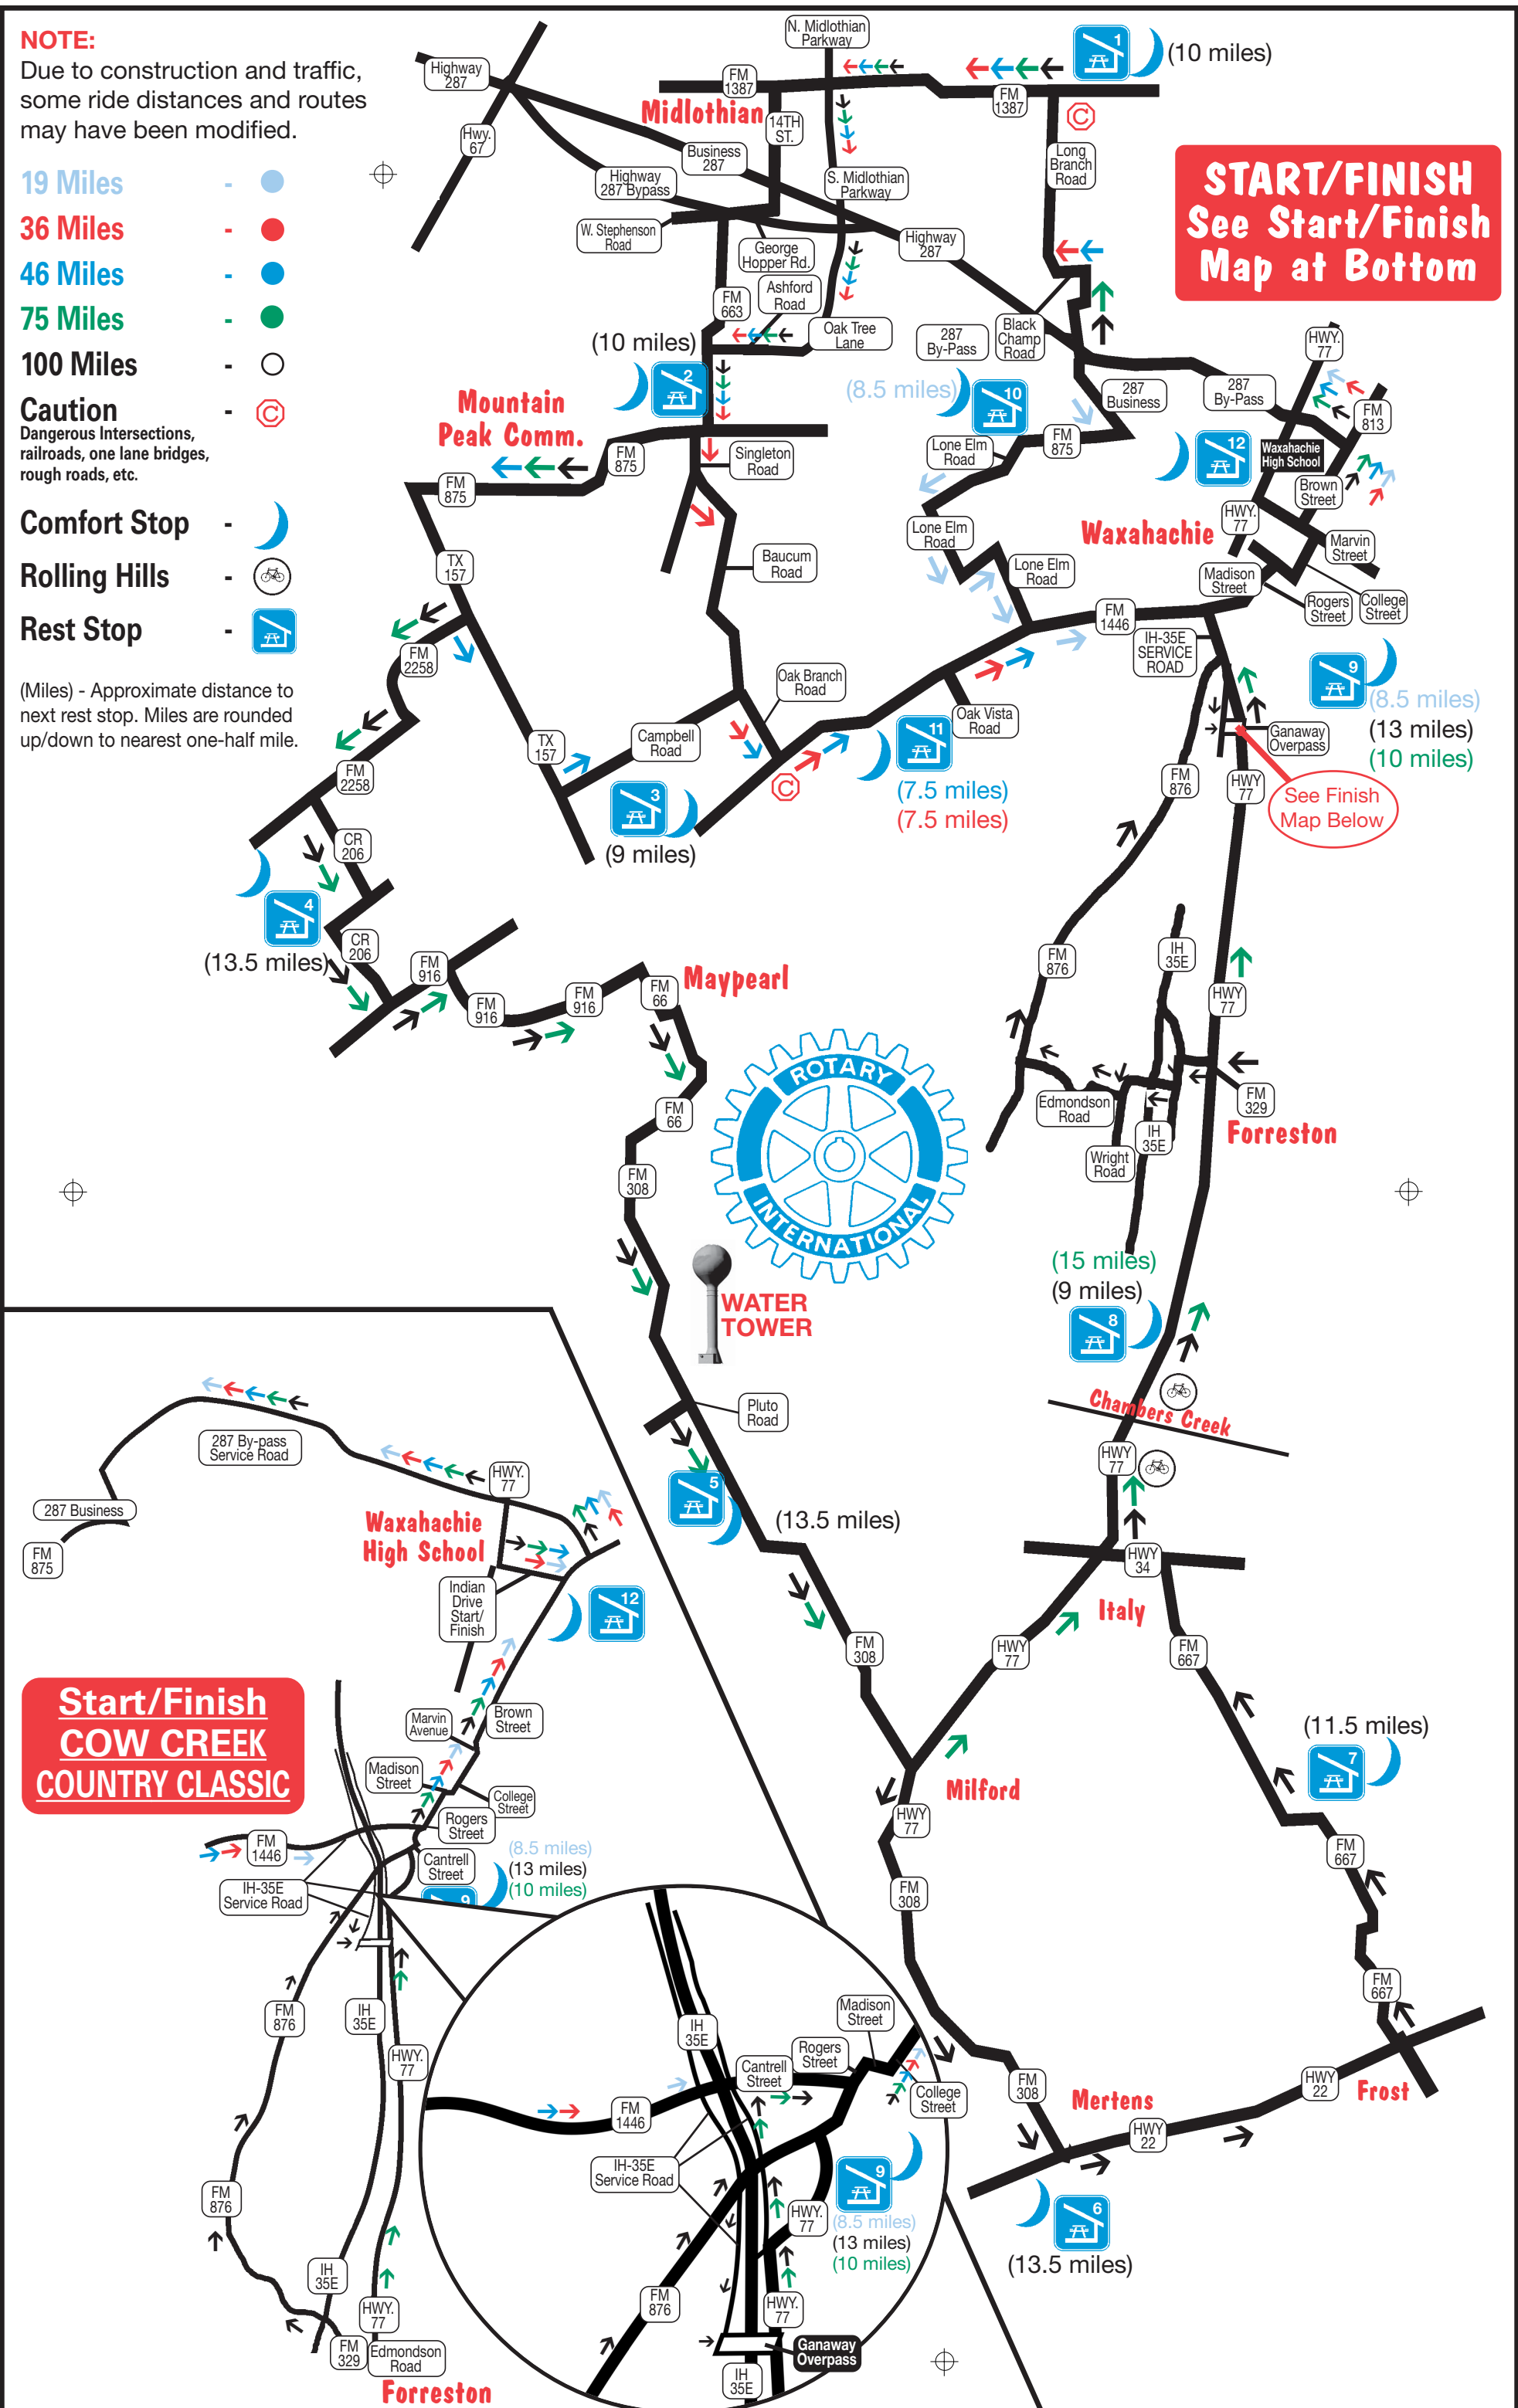 NOTE:
Due to construction and traffic,
some ride distances and routes
may have been modified.
19 Miles -
36 Miles -
46 Miles -
75 Miles -
100 Miles -
Caution - C
Dangerous Intersections,
railroads, one lane bridges,
rough roads, etc.
Comfort Stop -
Rolling Hills -
Rest Stop -
(Miles) - Approximate distance to
next rest stop. Miles are rounded
up/down to nearest one-half mile.
Highway
287
Hwy.
67
N. Midlothian
Parkway
FM
1387
Midlothian
14TH
ST.
FM
1387
1
(10 miles)
C
Long
Branch
Road
START/FINISH
See Start/Finish
Map at Bottom
Business
287
Highway
287 Bypass
S. Midlothian
Parkway
W. Stephenson
Road
George
Hopper Rd.
Highway
287
Ashford
Road
FM
663
Oak Tree
Lane
287
By-Pass
Black
Champ
Road
HWY.
77
(10 miles)
2
(8.5 miles)
10
287
Business
287
By-Pass
FM
813
Mountain
Peak Comm.
FM
875
Singleton
Road
Lone Elm
Road
FM
875
12
Waxahachie
High School
Brown
Street
FM
875
Lone Elm
Road
HWY.
77
Waxahachie
Marvin
Street
TX
157
Baucum
Road
Lone Elm
Road
Madison
Street
Rogers
Street
College
Street
FM
1446
IH-35E
SERVICE
ROAD
FM
2258
Oak Branch
Road
9
(8.5 miles)
(13 miles)
(10 miles)
Oak Vista
Road
Ganaway
Overpass
TX
157
Campbell
Road
11
(7.5 miles)
(7.5 miles)
C
FM
2258
3
(9 miles)
FM
876
HWY
77
See Finish
Map Below
CR
206
4
(13.5 miles)
CR
206
FM
916
FM
916
FM
916
FM
66
Maypearl
FM
876
IH
35E
HWY
77
FM
66
ROTARY
INTERNATIONAL
Edmondson
Road
FM
329
Forreston
IH
35E
Wright
Road
FM
308
WATER
TOWER
(15 miles)
(9 miles)
8
Chambers Creek
Pluto
Road
5
(13.5 miles)
HWY
77
HWY
34
Italy
FM
308
HWY
77
FM
667
(11.5 miles)
7
Milford
HWY
77
FM
667
FM
308
FM
667
FM
308
Mertens
HWY
22
Frost
HWY
22
6
(13.5 miles)
287 By-pass
Service Road
HWY.
77
287 Business
FM
875
Waxahachie
High School
Indian
Drive
Start/
Finish
12
Start/Finish
COW CREEK
COUNTRY CLASSIC
Marvin
Avenue
Brown
Street
Madison
Street
College
Street
Rogers
Street
FM
1446
Cantrell
Street
(8.5 miles)
(13 miles)
(10 miles)
9
IH-35E
Service Road
FM
876
IH
35E
HWY.
77
FM
876
IH
35E
HWY.
77
FM
329
Edmondson
Road
Forreston
IH
35E
Madison
Street
Rogers
Street
Cantrell
Street
College
Street
FM
1446
IH-35E
Service Road
9
HWY.
77
(8.5 miles)
(13 miles)
(10 miles)
FM
876
HWY.
77
Ganaway
Overpass
IH
35E